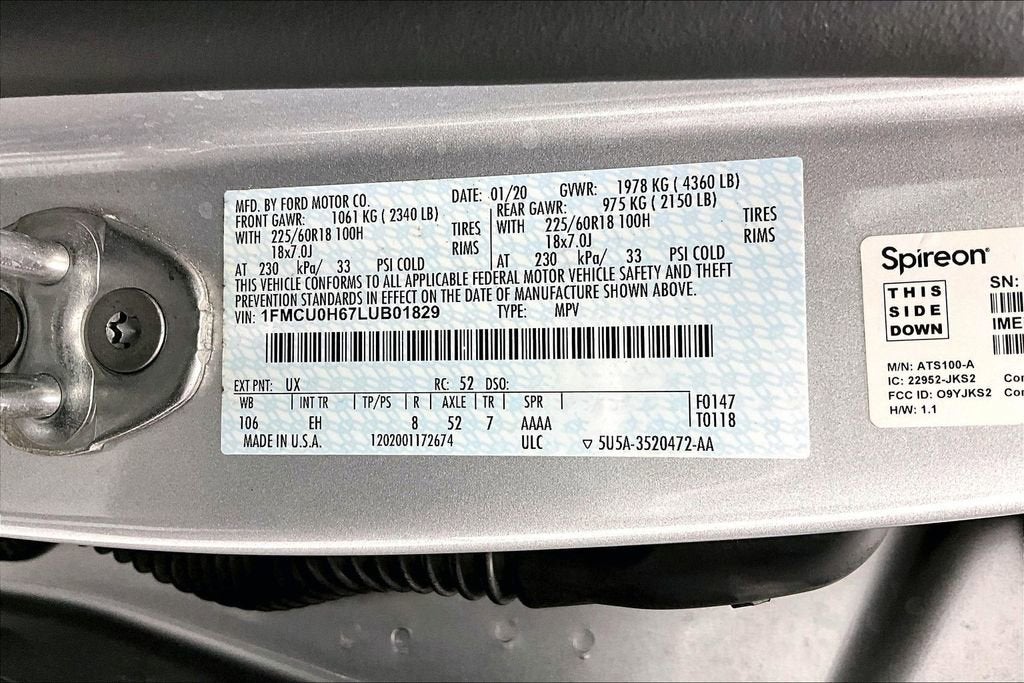 MFD. BY FORD MOTOR CO. DATE: 01/20 GVWR: 1978 KG ( 4360 LB)
FRONT GAWR: 1061 KG ( 2340 LB) REAR GAWR: 975 KG ( 2150 LB)
WITH 225/60R18 100H TIRES WITH 225/60R18 100H TIRES
18x7.0J RIMS 18x7.0J RIMS
AT 230 kPa/ 33 PSI COLD AT 230 kPa/ 33 PSI COLD
THIS VEHICLE CONFORMS TO ALL APPLICABLE FEDERAL MOTOR VEHICLE SAFETY AND THEFT
PREVENTION STANDARDS IN EFFECT ON THE DATE OF MANUFACTURE SHOWN ABOVE.
VIN: 1FMCU0H67LUB01829 TYPE: MPV
EXT PNT: UX RC: 52 DSO:
WB INT TR TP/PS R AXLE TR SPR F0147
106 EH 8 52 7 AAAA T0118
MADE IN U.S.A. 1202001172674 ULC ▽ 5U5A-3520472-AA
Spireon®
THIS
SIDE
DOWN
SN:
IME
M/N: ATS100-A
IC: 22952-JKS2 Con
FCC ID: O9YJKS2 Con
H/W: 1.1